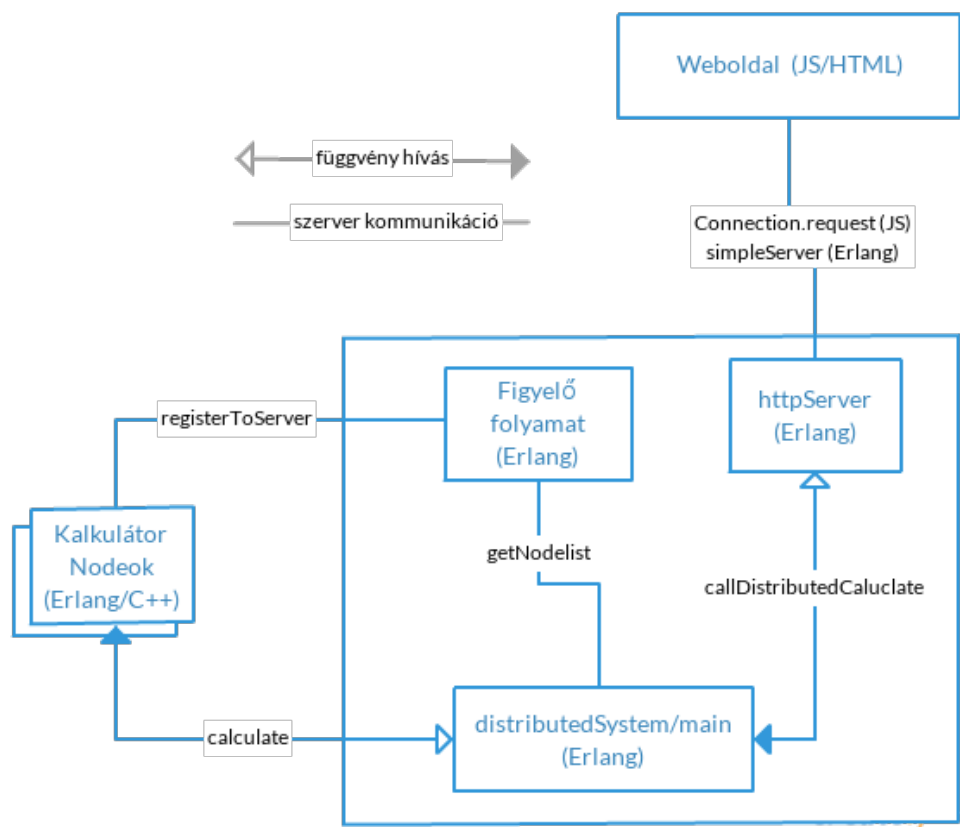 Weboldal (JS/HTML)
függvény hívás
szerver kommunikáció
Connection.request (JS)
simpleServer (Erlang)
Figyelő
folyamat
(Erlang)
httpServer
(Erlang)
registerToServer
Kalkulátor
Nodeok
(Erlang/C++)
getNodelist
callDistributedCaluclate
distributedSystem/main
(Erlang)
calculate